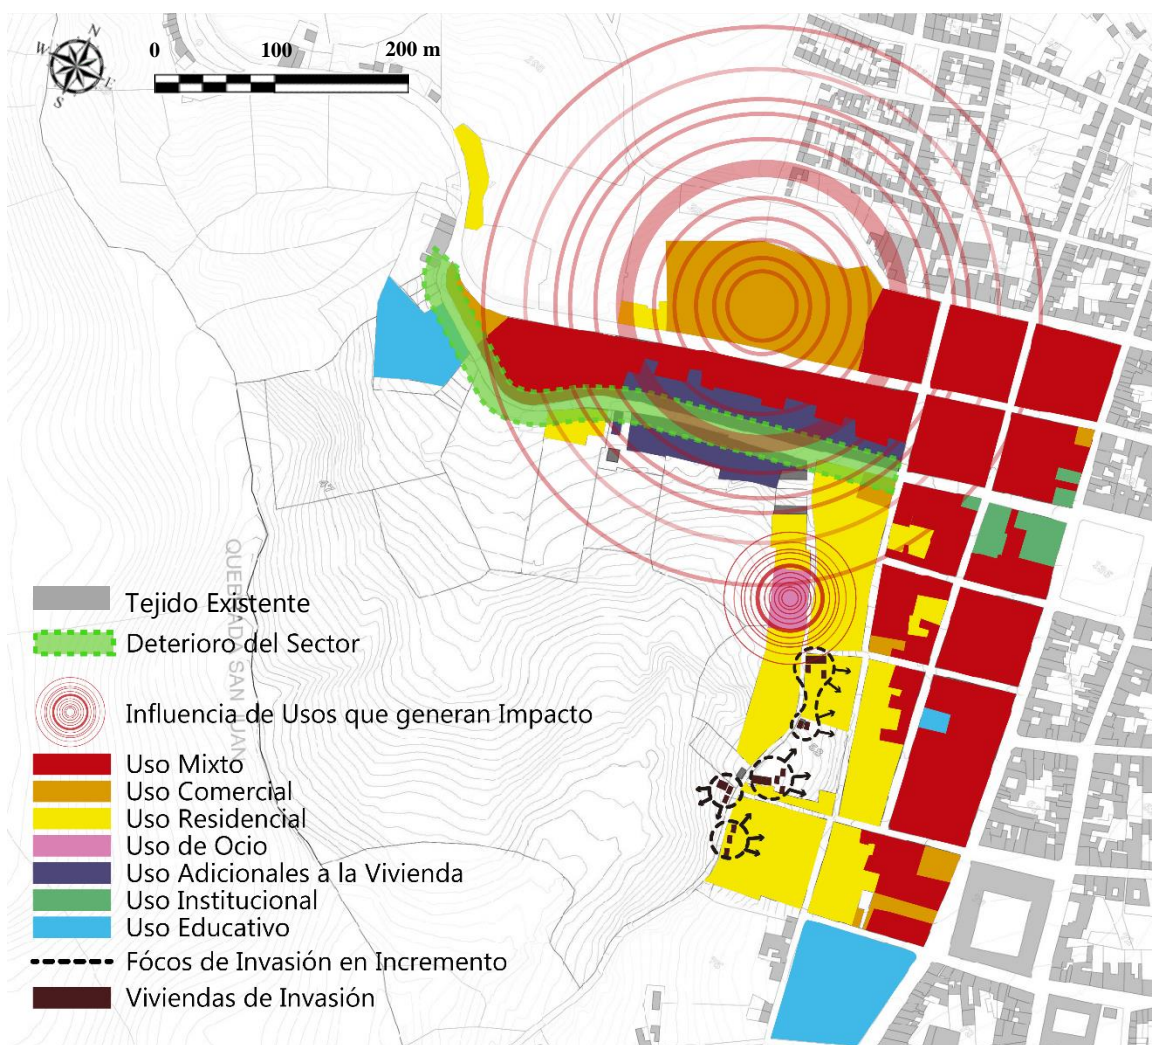 N
W
E
S
0 100 200 m
QUEBRADA SAN JUAN
Tejido Existente
Deterioro del Sector
Influencia de Usos que generan Impacto
Uso Mixto
Uso Comercial
Uso Residencial
Uso de Ocio
Uso Adicionales a la Vivienda
Uso Institucional
Uso Educativo
Fócos de Invasión en Incremento
Viviendas de Invasión